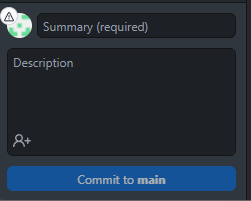 Summary (required)
Description
Commit to main